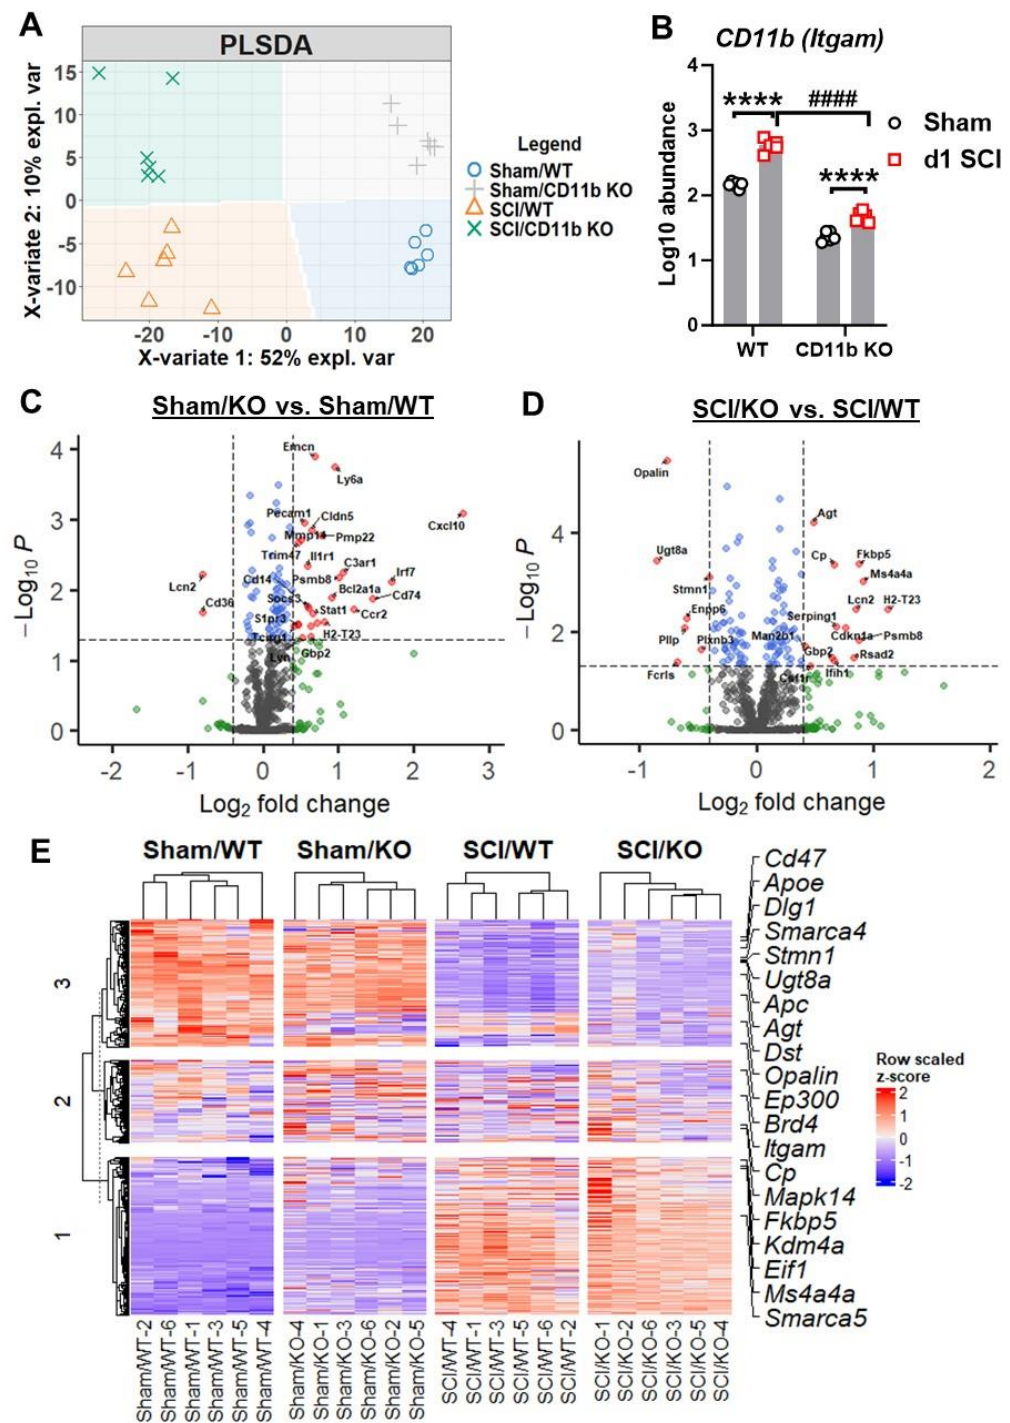 A
PLSDA
X-variate 2: 10% expl. var
15
10
5
0
-5
-10
-20
-10
0
10
20
X-variate 1: 52% expl. var
Legend
Sham/WT
Sham/CD11b KO
SCI/WT
SCI/CD11b KO
B
CD11b (Itgam)
Log10 abundance
4
3
2
1
0
****
####
****
WT
CD11b KO
Sham
d1 SCI
C
Sham/KO vs. Sham/WT
−Log10 P
4
3
2
1
0
Emcn
Ly6a
Cxcl10
Pecam1
Cldn5
Mmp14
Pmp22
Trim47
Il1r1
C3ar1
Irf7
Lcn2
Cd14
Psmb8
Bcl2a1a
Cd74
Cd36
Socs3
Stat1
Ccr2
S1pr3
H2-T23
Tcirg1
Lyn
Gbp2
-2
-1
0
1
2
3
Log2 fold change
D
SCI/KO vs. SCI/WT
−Log10 P
4
2
0
Opalin
Agt
Ugt8a
Cp
Fkbp5
Stmn1
Ms4a4a
Enpp6
Lcn2
H2-T23
Serping1
Pllp
Plxnb3
Man2b1
Cdkn1a
Psmb8
Gbp2
Rsad2
Fcrls
Csf1r
Ifih1
-1
0
1
2
Log2 fold change
E
Sham/WT
Sham/KO
SCI/WT
SCI/KO
3
2
1
Cd47
Apoe
Dlg1
Smarca4
Stmn1
Ugt8a
Apc
Agt
Dst
Opalin
Ep300
Brd4
Itgam
Cp
Mapk14
Fkbp5
Kdm4a
Eif1
Ms4a4a
Smarca5
Row scaled
z-score
2
1
0
-1
-2
Sham/WT-2
Sham/WT-6
Sham/WT-1
Sham/WT-3
Sham/WT-5
Sham/WT-4
Sham/KO-4
Sham/KO-1
Sham/KO-3
Sham/KO-6
Sham/KO-2
Sham/KO-5
SCI/WT-4
SCI/WT-1
SCI/WT-3
SCI/WT-5
SCI/WT-6
SCI/WT-2
SCI/KO-1
SCI/KO-2
SCI/KO-6
SCI/KO-3
SCI/KO-5
SCI/KO-4